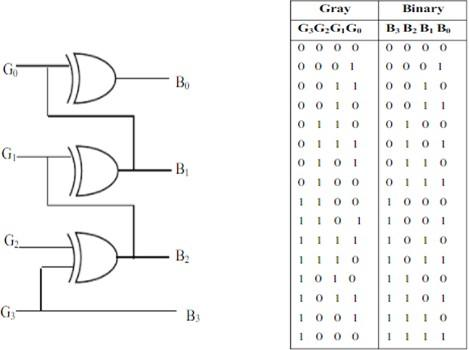 G₀ B₀
G₁ B₁
G₂ B₂
G₃ B₃
Gray Binary
G₃G₂G₁G₀ B₃ B₂ B₁ B₀
0 0 0 0 0 0 0 0
0 0 0 1 0 0 0 1
0 0 1 1 0 0 1 0
0 0 1 0 0 0 1 1
0 1 1 0 0 1 0 0
0 1 1 1 0 1 0 1
0 1 0 1 0 1 1 0
0 1 0 0 0 1 1 1
1 1 0 0 1 0 0 0
1 1 0 1 1 0 0 1
1 1 1 1 1 0 1 0
1 1 1 0 1 0 1 1
1 0 1 0 1 1 0 0
1 0 1 1 1 1 0 1
1 0 0 1 1 1 1 0
1 0 0 0 1 1 1 1